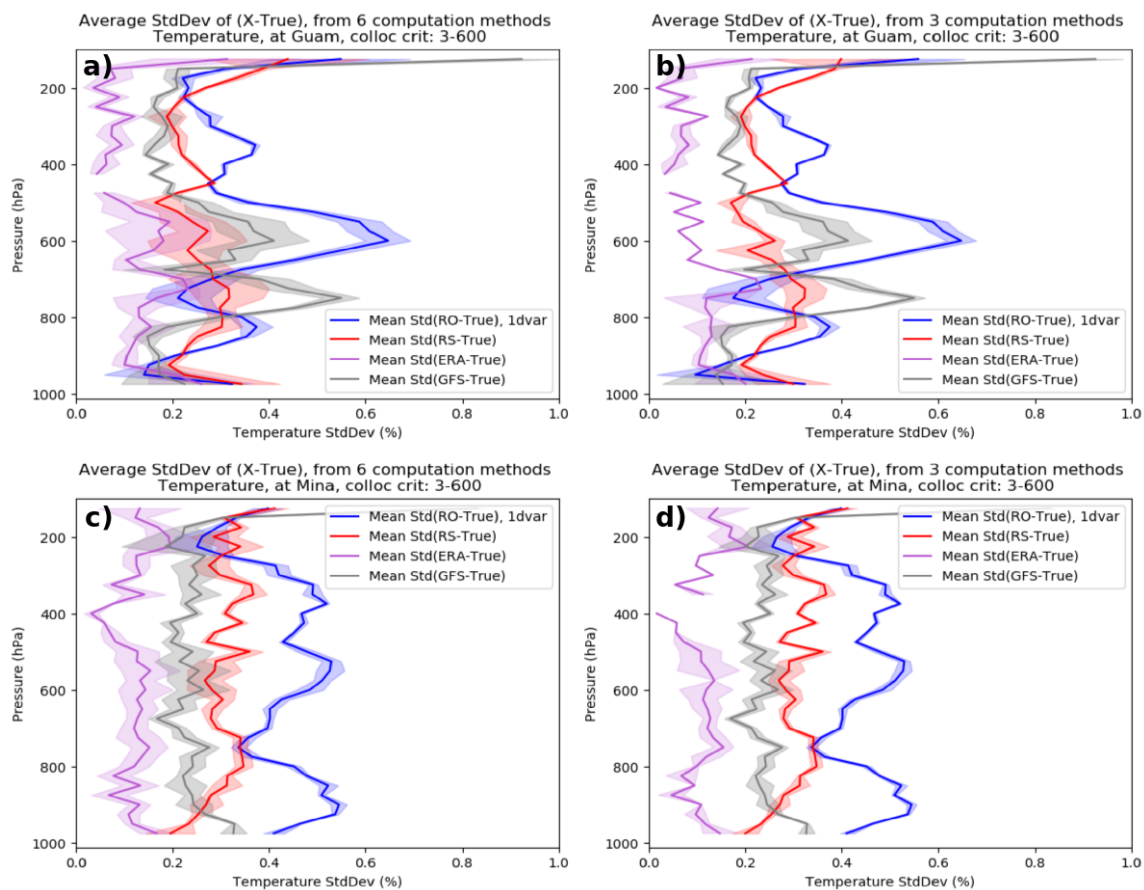 Average StdDev of (X-True), from 6 computation methods
Temperature, at Guam, colloc crit: 3-600
a)
200
400
600
800
1000
Pressure (hPa)
Mean Std(RO-True), 1dvar
Mean Std(RS-True)
Mean Std(ERA-True)
Mean Std(GFS-True)
0.0 0.2 0.4 0.6 0.8 1.0
Temperature StdDev (%)
Average StdDev of (X-True), from 3 computation methods
Temperature, at Guam, colloc crit: 3-600
b)
200
400
600
800
1000
Pressure (hPa)
Mean Std(RO-True), 1dvar
Mean Std(RS-True)
Mean Std(ERA-True)
Mean Std(GFS-True)
0.0 0.2 0.4 0.6 0.8 1.0
Temperature StdDev (%)
Average StdDev of (X-True), from 6 computation methods
Temperature, at Mina, colloc crit: 3-600
c)
Mean Std(RO-True), 1dvar
Mean Std(RS-True)
Mean Std(ERA-True)
Mean Std(GFS-True)
200
400
600
800
1000
Pressure (hPa)
0.0 0.2 0.4 0.6 0.8 1.0
Temperature StdDev (%)
Average StdDev of (X-True), from 3 computation methods
Temperature, at Mina, colloc crit: 3-600
d)
Mean Std(RO-True), 1dvar
Mean Std(RS-True)
Mean Std(ERA-True)
Mean Std(GFS-True)
200
400
600
800
1000
Pressure (hPa)
0.0 0.2 0.4 0.6 0.8 1.0
Temperature StdDev (%)